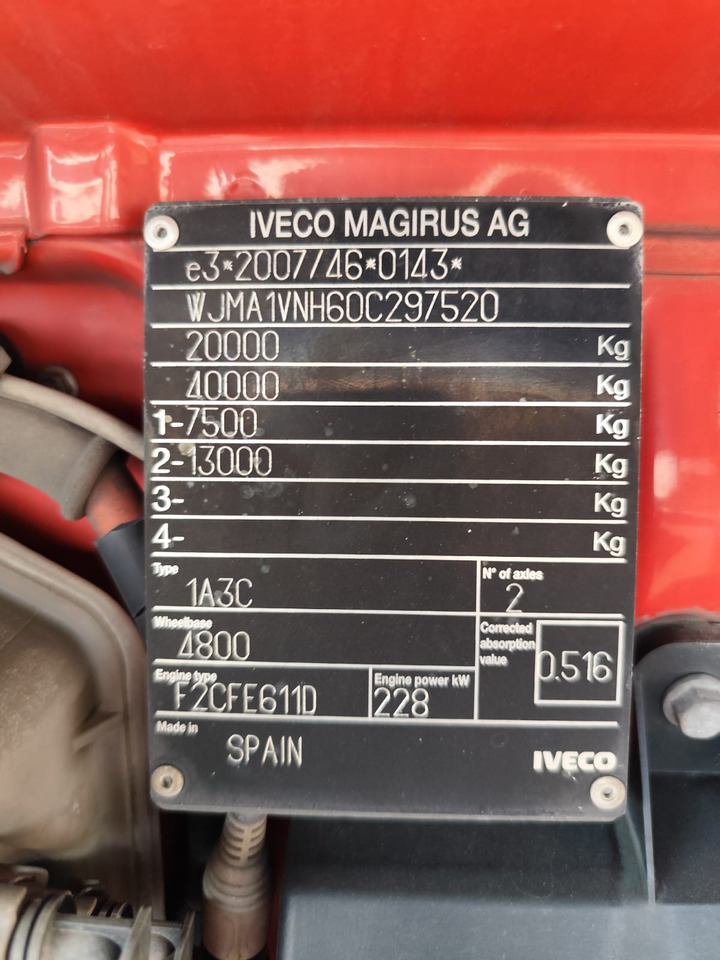 IVECO MAGIRUS AG
e3*2007/46*0143*
WJMA1VNH60C297520
20000 Kg
40000 Kg
1-7500 Kg
2-13000 Kg
3- Kg
4- Kg
Type
1A3C
N° of axles
2
Wheelbase
4800
Corrected
absorption
value
0.516
Engine type
F2CFE611D
Engine power kW
228
Made in
SPAIN
IVECO